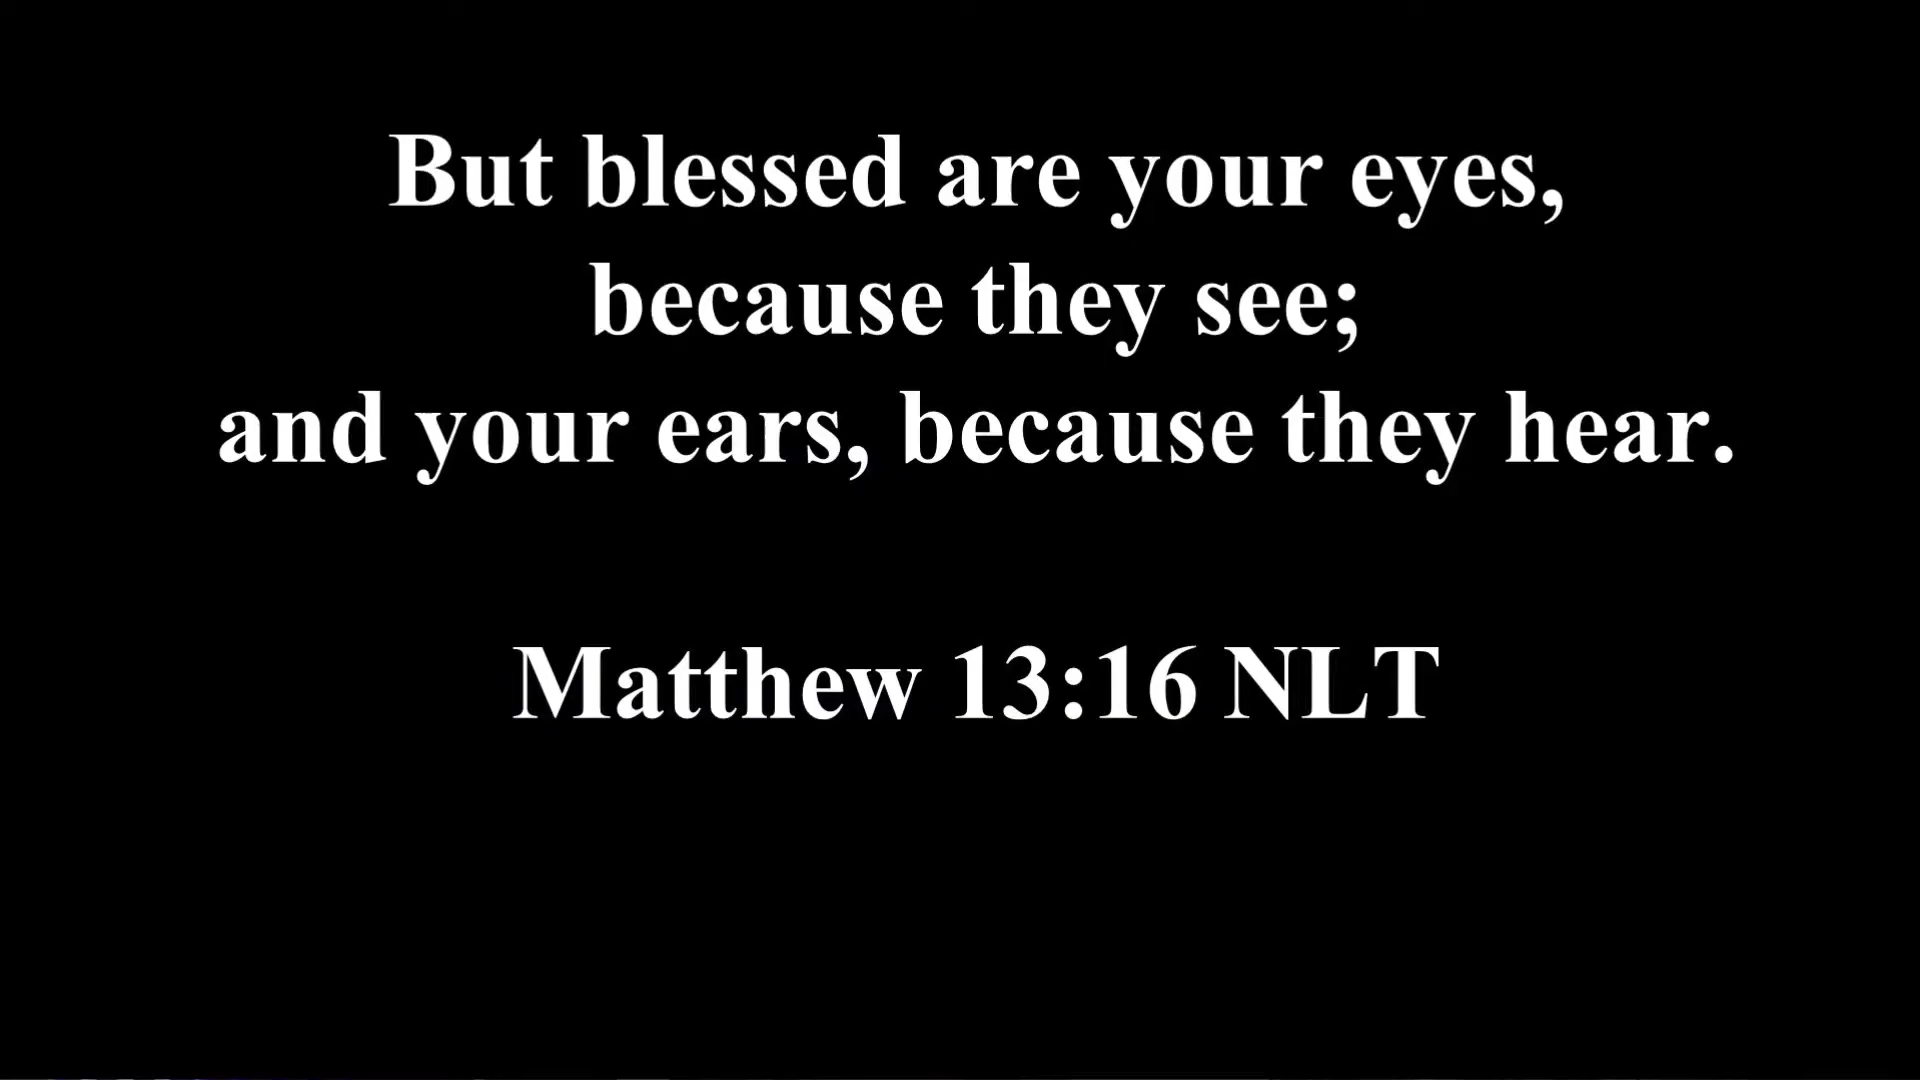 But blessed are your eyes,
because they see;
and your ears, because they hear.
Matthew 13:16 NLT